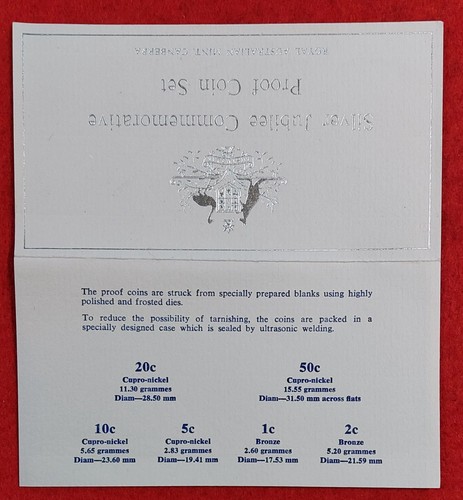 Silver Jubilee Commemorative
Proof Coin Set
ROYAL AUSTRALIAN MINT, CANBERRA
The proof coins are struck from specially prepared blanks using highly
polished and frosted dies.
To reduce the possibility of tarnishing, the coins are packed in a
specially designed case which is sealed by ultrasonic welding.
20c
Cupro-nickel
11.30 grammes
Diam—28.50 mm
50c
Cupro-nickel
15.55 grammes
Diam—31.50 mm across flats
10c
Cupro-nickel
5.65 grammes
Diam—23.60 mm
5c
Cupro-nickel
2.83 grammes
Diam—19.41 mm
1c
Bronze
2.60 grammes
Diam—17.53 mm
2c
Bronze
5.20 grammes
Diam—21.59 mm